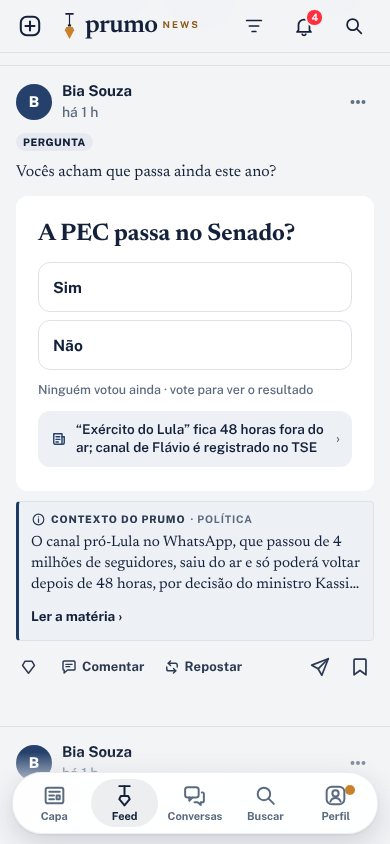 prumo NEWS
4
B
Bia Souza
há 1 h
PERGUNTA
Vocês acham que passa ainda este ano?
A PEC passa no Senado?
Sim
Não
Ninguém votou ainda · vote para ver o resultado
“Exército do Lula” fica 48 horas fora do
ar; canal de Flávio é registrado no TSE ›
CONTEXTO DO PRUMO · POLÍTICA
O canal pró-Lula no WhatsApp, que passou de 4
milhões de seguidores, saiu do ar e só poderá voltar
depois de 48 horas, por decisão do ministro Kassi...
Ler a matéria ›
Comentar Repostar
B
Bia Souza
há 1 h
Capa Feed Conversas Buscar Perfil